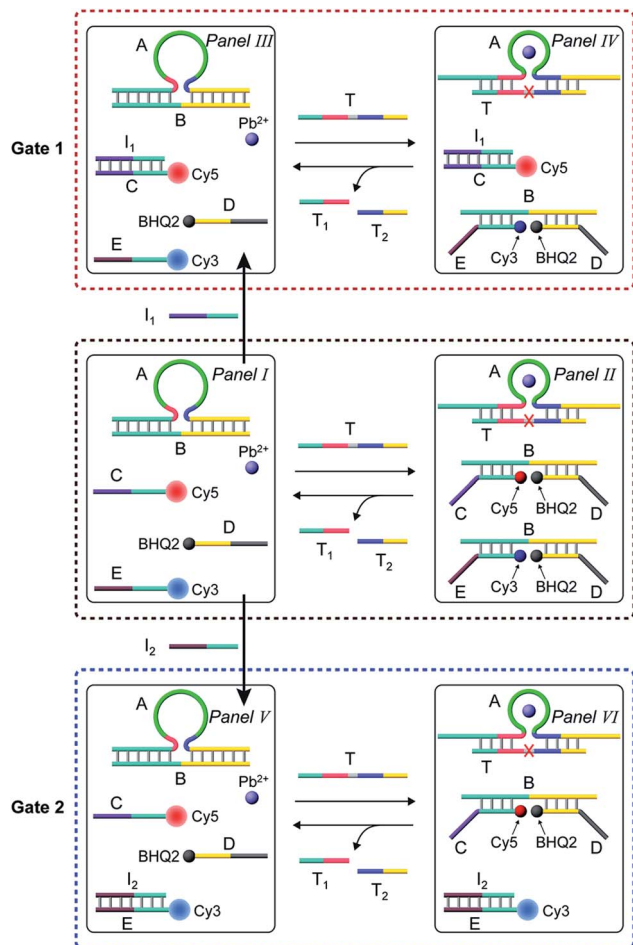 Gate 1
Panel III
A
B
Pb2+
I1
C
Cy5
D
BHQ2
E
Cy3
T
T1
T2
Panel IV
A
T
X
I1
C
Cy5
B
Cy3
BHQ2
E
D
I1
Panel I
A
B
Pb2+
C
Cy5
D
BHQ2
E
Cy3
T
T1
T2
Panel II
A
T
X
B
C
Cy5
BHQ2
D
B
E
Cy3
BHQ2
D
I2
Gate 2
Panel V
A
B
Pb2+
C
Cy5
D
BHQ2
I2
E
Cy3
T
T1
T2
Panel VI
A
T
X
B
C
Cy5
BHQ2
D
I2
E
Cy3